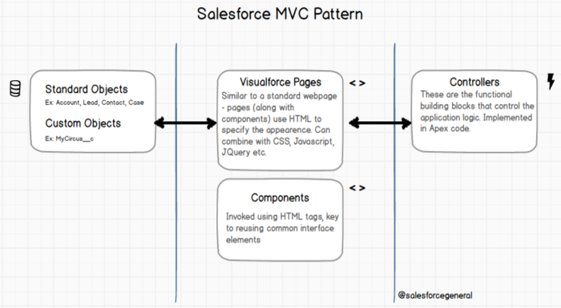 Salesforce MVC Pattern
Standard Objects
Ex: Account, Lead, Contact, Case
Custom Objects
Ex: MyCircus__c
Visualforce Pages
Similar to a standard webpage
- pages (along with
components) use HTML to
specify the appearence. Can
combine with CSS, Javascript,
JQuery etc.
< >
Components
Invoked using HTML tags, key
to reusing common interface
elements
< >
Controllers
These are the functional
building blocks that control the
application logic. Implemented
in Apex code.
@salesforcegeneral